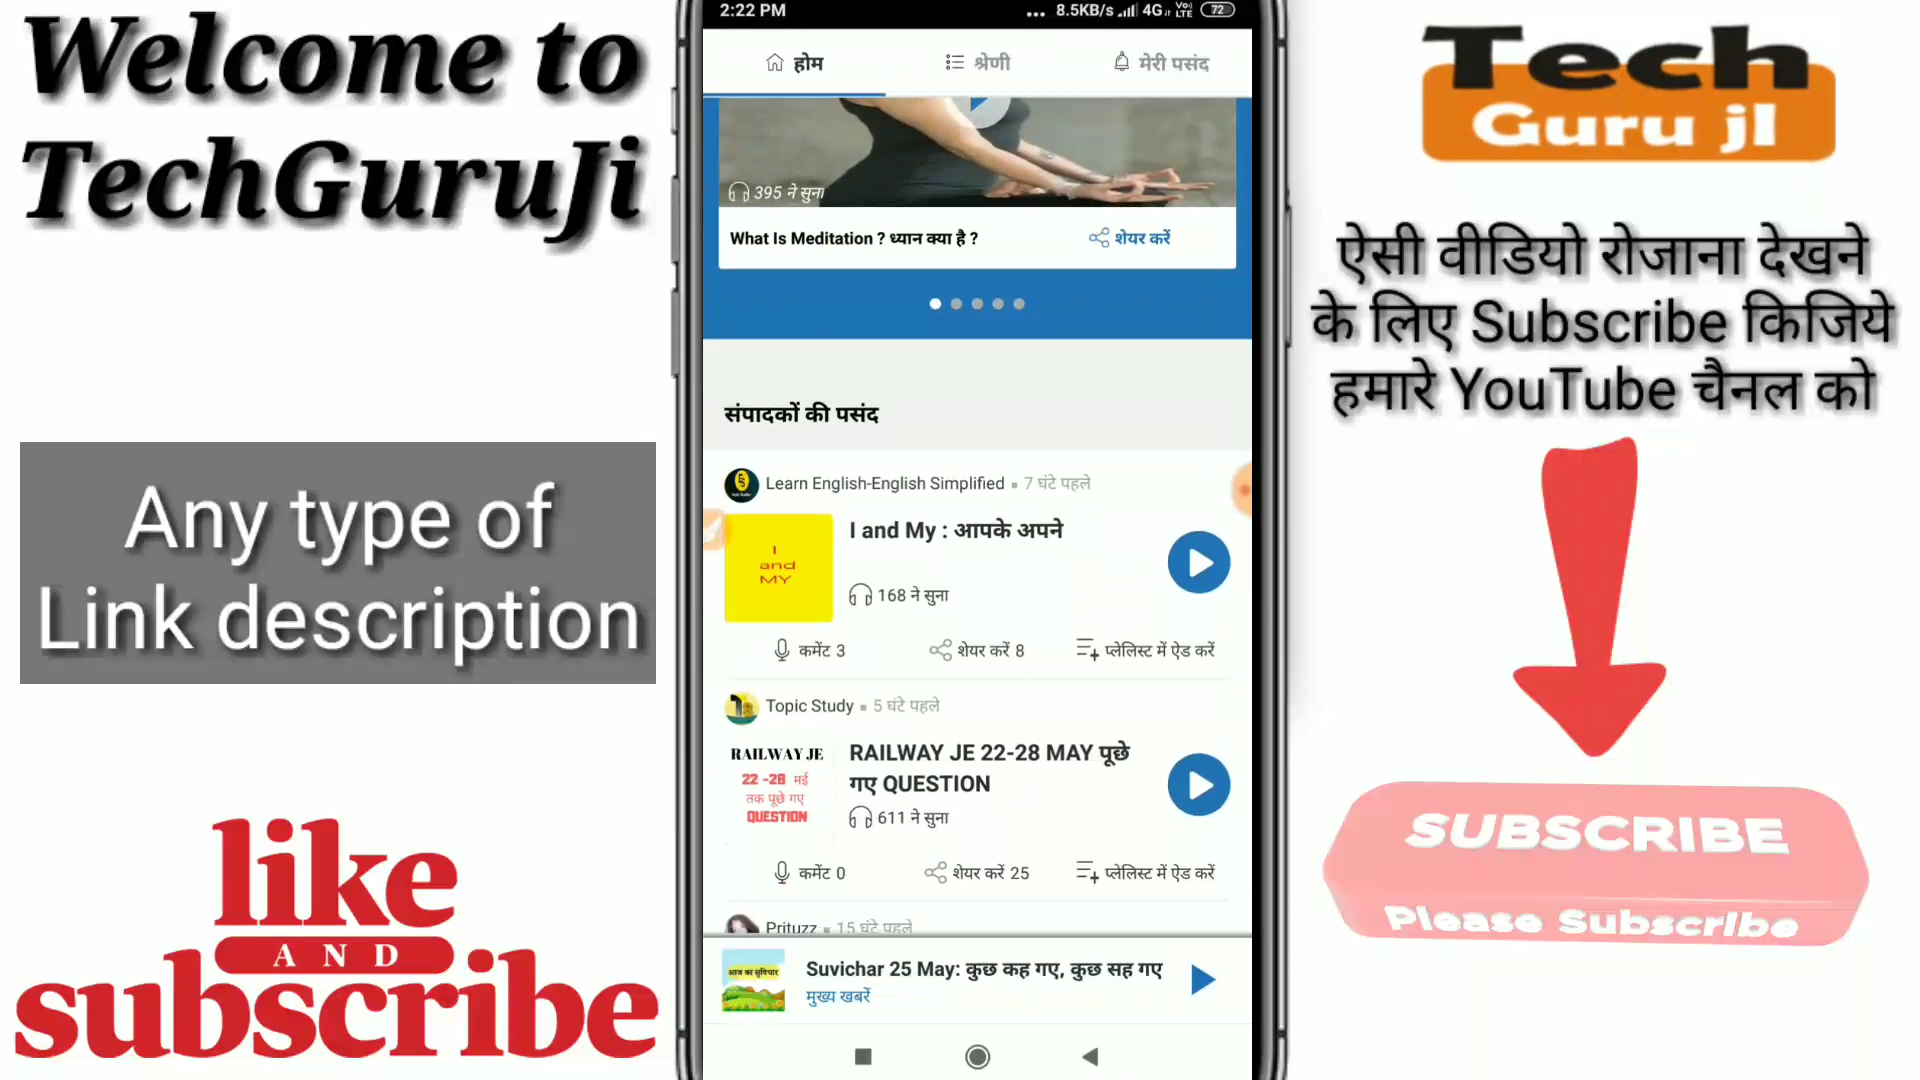 Welcome to
TechGuruJi
Any type of
Link description
like
AND
subscribe
2:22 PM
... 8.5KB/s 4G Vo) LTE 72
होम
श्रेणी
मेरी पसंद
395 ने सुना
What Is Meditation ? ध्यान क्या है ?
शेयर करें
संपादकों की पसंद
Learn English-English Simplified ▪ 7 घंटे पहले
I
and
MY
I and My : आपके अपने
168 ने सुना
कमेंट 3
शेयर करें 8
प्लेलिस्ट में ऐड करें
Topic Study ▪ 5 घंटे पहले
RAILWAY JE
22 -28 मई
तक पूछे गए
QUESTION
RAILWAY JE 22-28 MAY पूछे
गए QUESTION
611 ने सुना
कमेंट 0
शेयर करें 25
प्लेलिस्ट में ऐड करें
Prituzz ▪ 15 घंटे पहले
आज का सुविचार
Suvichar 25 May: कुछ कह गए, कुछ सह गए
मुख्य खबरें
Tech
Guru jI
ऐसी वीडियो रोजाना देखने
के लिए Subscribe किजिये
हमारे YouTube चैनल को
SUBSCRIBE
Please Subscribe